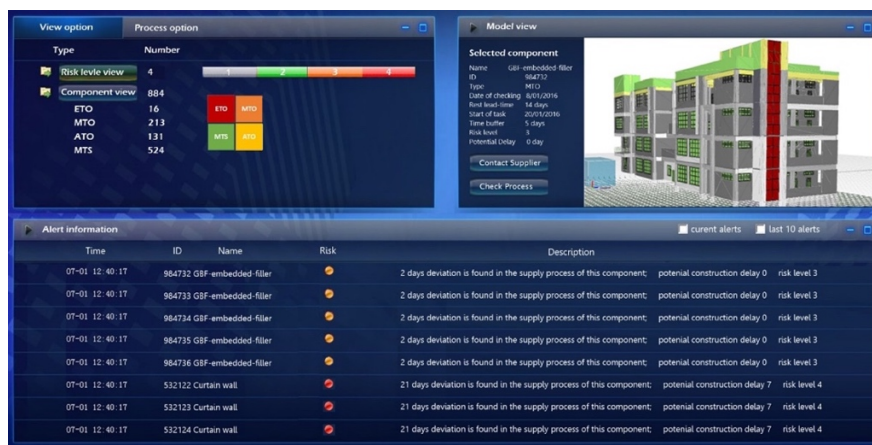 View option Process option
Type Number
Risk levle view 4 1 2 3 4
Component view 884
ETO 16
MTO 213
ATO 131
MTS 524
ETO MTO
MTS ATO
Model view
Selected component
Name GBF-embedded-filler
ID 984732
Type MTO
Date of checking 8/01/2016
Rest lead-time 14 days
Start of task 20/01/2016
Time buffer 5 days
Risk level 3
Potential Delay 0 day
Contact Supplier
Check Process
Alert information curent alerts last 10 alerts
Time ID Name Risk Description
07-01 12:40:17 984732 GBF-embedded-filler 2 days deviation is found in the supply process of this component; potenial construction delay 0 risk level 3
07-01 12:40:17 984733 GBF-embedded-filler 2 days deviation is found in the supply process of this component; potenial construction delay 0 risk level 3
07-01 12:40:17 984734 GBF-embedded-filler 2 days deviation is found in the supply process of this component; potenial construction delay 0 risk level 3
07-01 12:40:17 984735 GBF-embedded-filler 2 days deviation is found in the supply process of this component; potenial construction delay 0 risk level 3
07-01 12:40:17 984736 GBF-embedded-filler 2 days deviation is found in the supply process of this component; potenial construction delay 0 risk level 3
07-01 12:40:17 532122 Curtain wall 21 days deviation is found in the supply process of this component; potenial construction delay 7 risk level 4
07-01 12:40:17 532123 Curtain wall 21 days deviation is found in the supply process of this component; potenial construction delay 7 risk level 4
07-01 12:40:17 532124 Curtain wall 21 days deviation is found in the supply process of this component; potenial construction delay 7 risk level 4